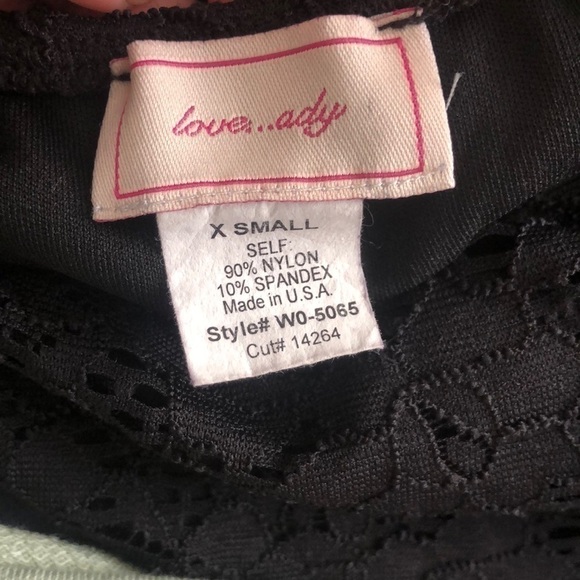 love...ady
X SMALL
SELF:
90% NYLON
10% SPANDEX
Made in U.S.A.
Style# W0-5065
Cut# 14264